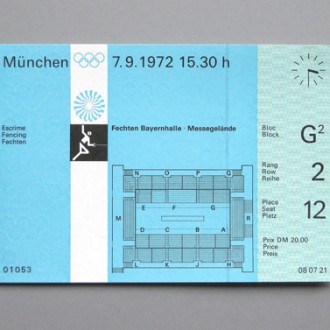 München 7.9.1972 15.30 h
Escrime
Fencing
Fechten
Fechten Bayernhalle · Messegelände
Bloc
Block
G²
Rang
Row
Reihe
2
Place
Seat
Platz
12
Prix DM 20.00
Price
Preis
N O P Q
E F G
M R
D C B A
L K J H
01053
08 07 21